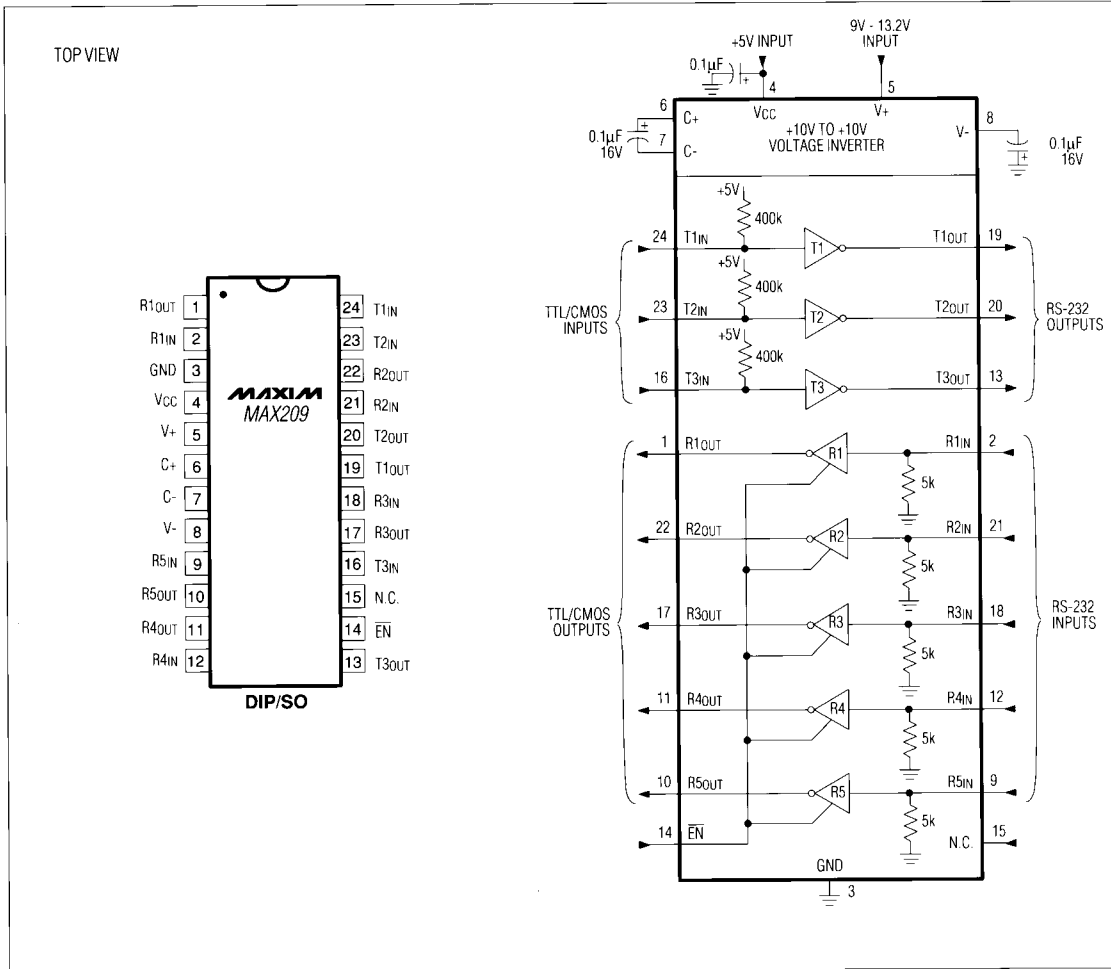 TOP VIEW
R1OUT 1
R1IN 2
GND 3
VCC 4
V+ 5
C+ 6
C- 7
V- 8
R5IN 9
R5OUT 10
R4OUT 11
R4IN 12
MAXIM
MAX209
24 T1IN
23 T2IN
22 R2OUT
21 R2IN
20 T2OUT
19 T1OUT
18 R3IN
17 R3OUT
16 T3IN
15 N.C.
14 E̅N̅
13 T3OUT
DIP/SO
+5V INPUT
9V - 13.2V
INPUT
0.1µF
+
4
5
VCC
V+
6 C+
+
0.1µF
16V
7 C-
+10V TO +10V
VOLTAGE INVERTER
V- 8
0.1µF
16V
+
+5V
400k
24 T1IN
T1
T1OUT 19
+5V
400k
23 T2IN
T2
T2OUT 20
+5V
400k
16 T3IN
T3
T3OUT 13
TTL/CMOS
INPUTS
RS-232
OUTPUTS
1 R1OUT
R1
R1IN 2
5k
22 R2OUT
R2
R2IN 21
5k
17 R3OUT
R3
R3IN 18
5k
11 R4OUT
R4
R4IN 12
5k
10 R5OUT
R5
R5IN 9
5k
TTL/CMOS
OUTPUTS
RS-232
INPUTS
14 E̅N̅
N.C. 15
GND
3